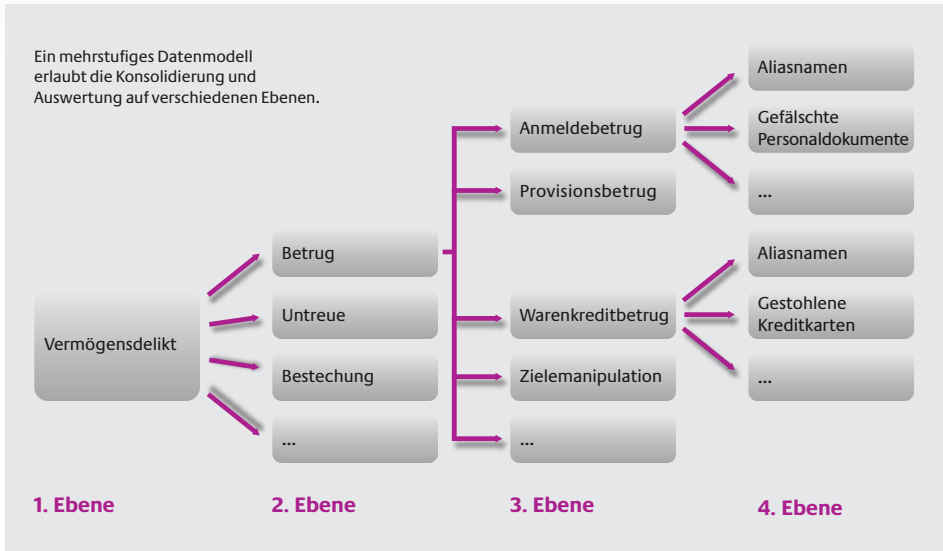 Ein mehrstufiges Datenmodell
erlaubt die Konsolidierung und
Auswertung auf verschiedenen Ebenen.
Vermögensdelikt
1. Ebene
Betrug
Untreue
Bestechung
...
2. Ebene
Anmeldebetrug
Provisionsbetrug
Warenkreditbetrug
Zielemanipulation
...
3. Ebene
Aliasnamen
Gefälschte
Personaldokumente
...
Aliasnamen
Gestohlene
Kreditkarten
...
4. Ebene